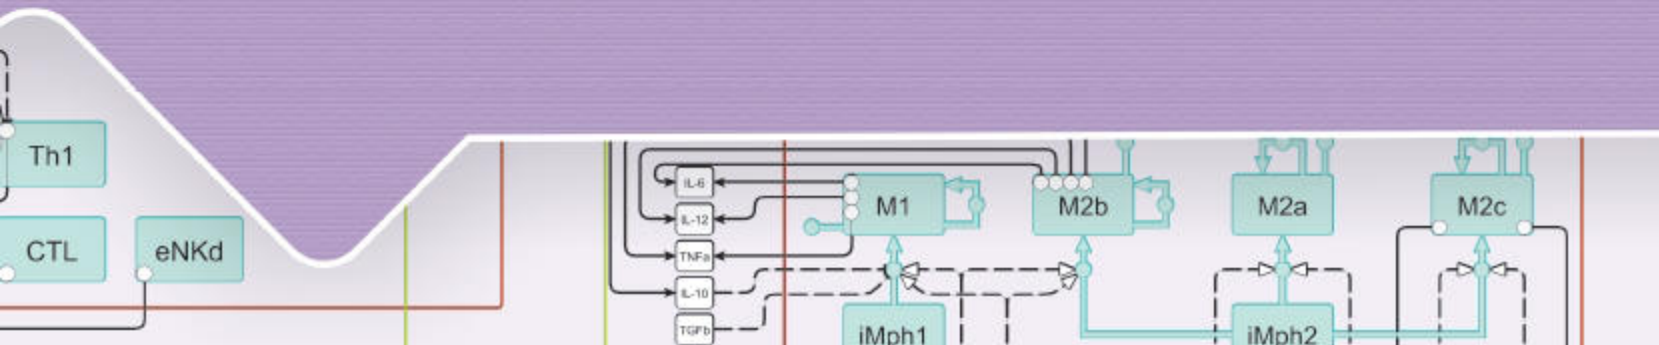 Th1
CTL
eNKd
IL-6
IL-12
TNFa
IL-10
TGFb
M1
M2b
M2a
M2c
iMph1
iMph2